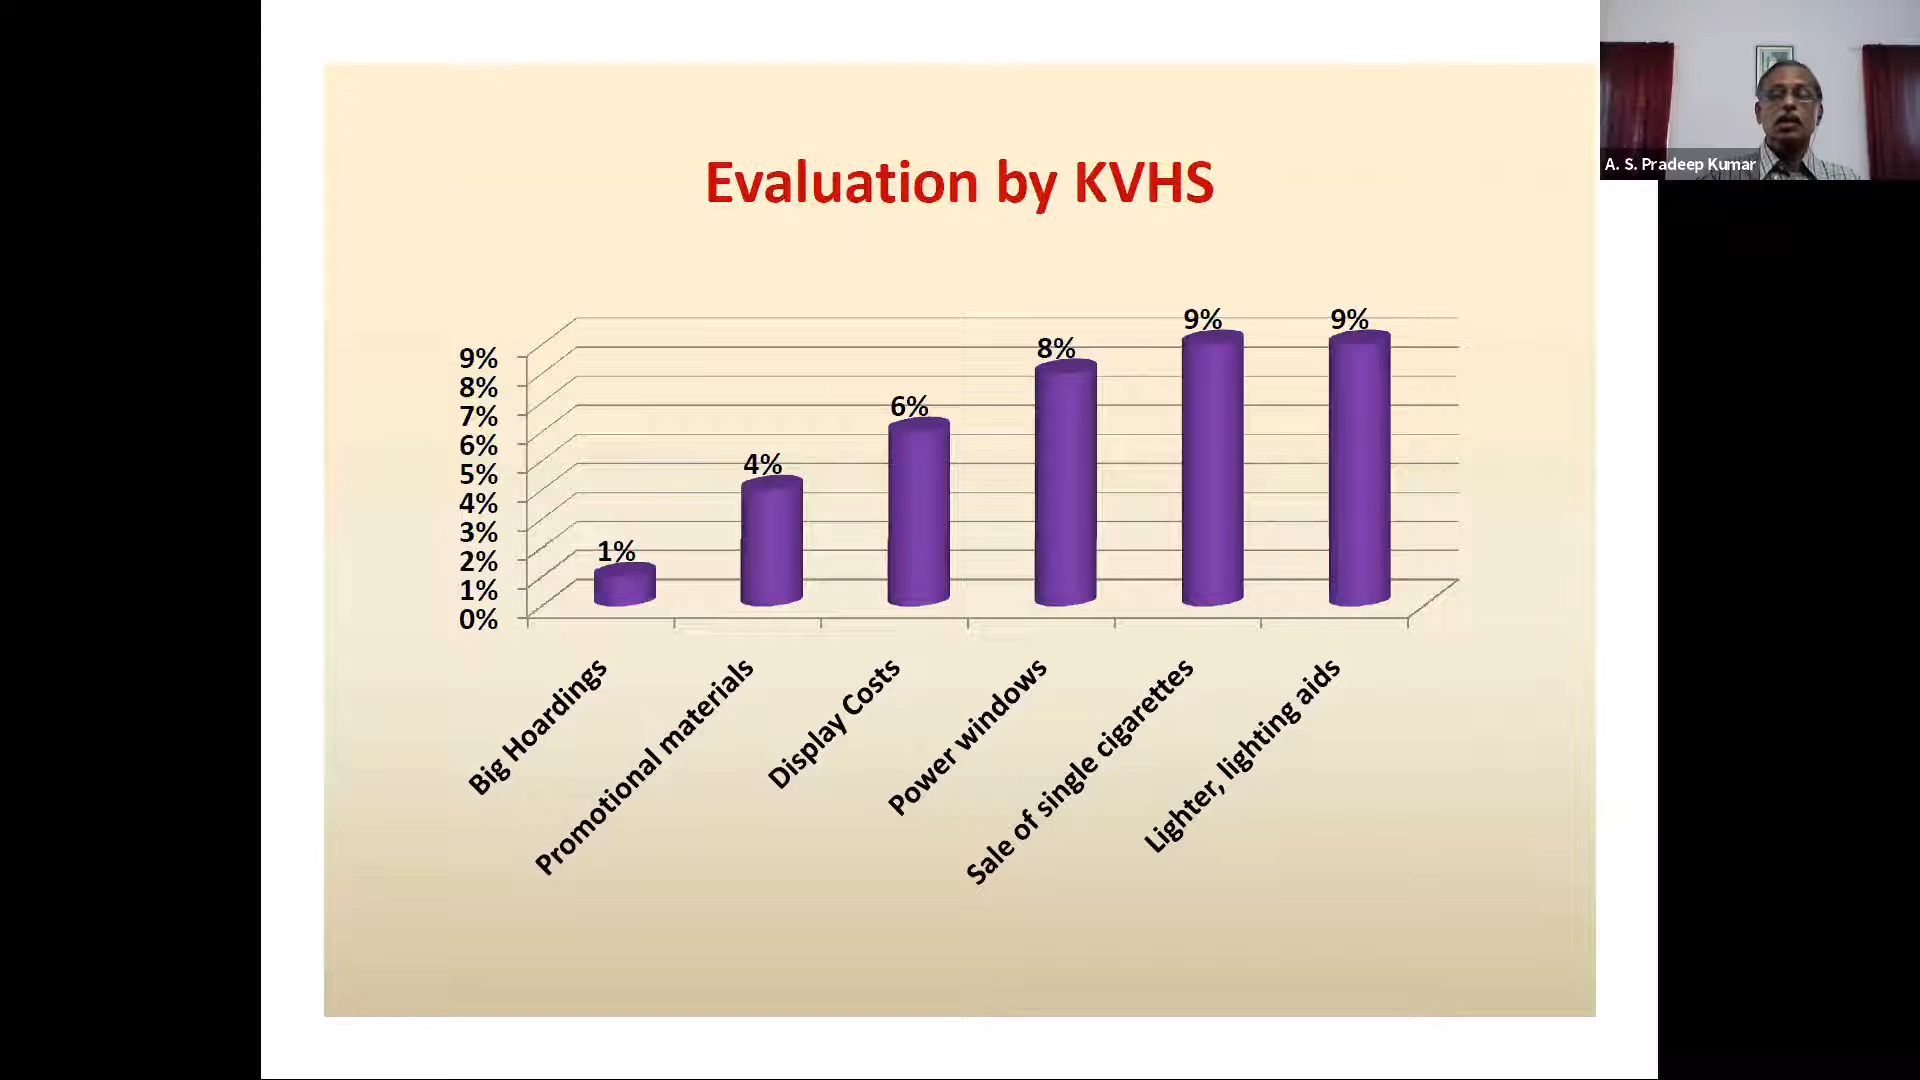 A. S. Pradeep Kumar
Evaluation by KVHS
9%
8%
7%
6%
5%
4%
3%
2%
1%
0%
1%
4%
6%
8%
9%
9%
Big Hoardings
Promotional materials
Display Costs
Power windows
Sale of single cigarettes
Lighter, lighting aids